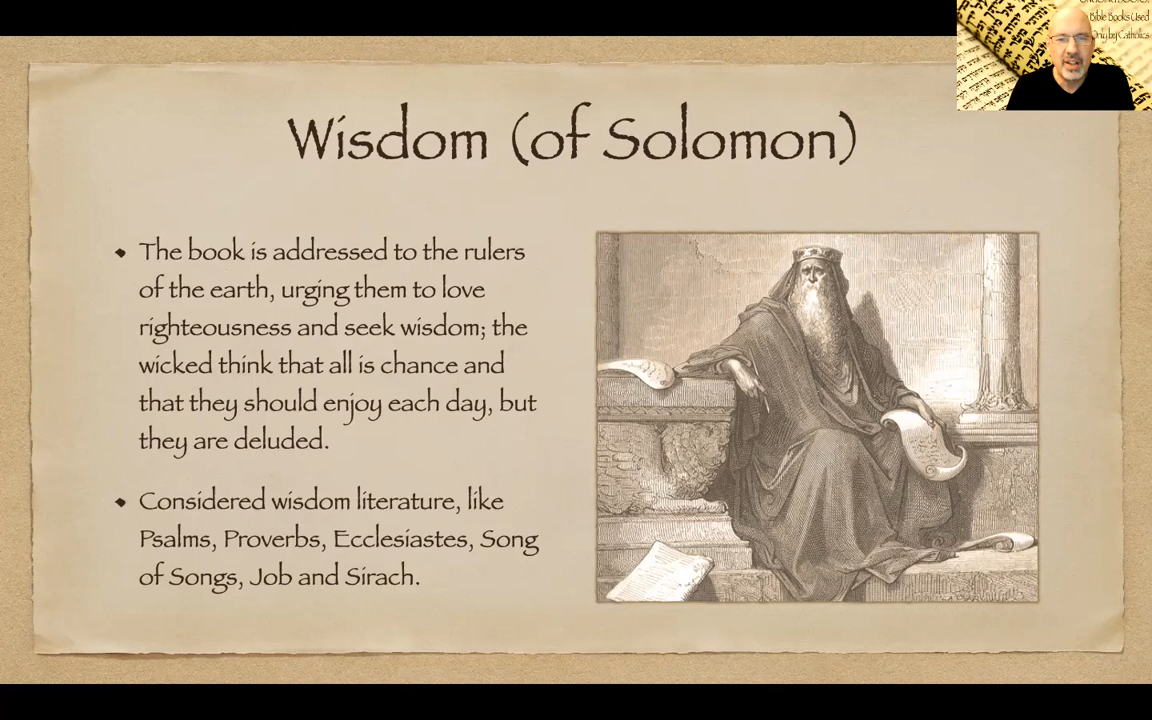 Bible Books Used
Only by Catholics
Wisdom (of Solomon)
The book is addressed to the rulers
of the earth, urging them to love
righteousness and seek wisdom; the
wicked think that all is chance and
that they should enjoy each day, but
they are deluded.
Considered wisdom literature, like
Psalms, Proverbs, Ecclesiastes, Song
of Songs, Job and Sirach.